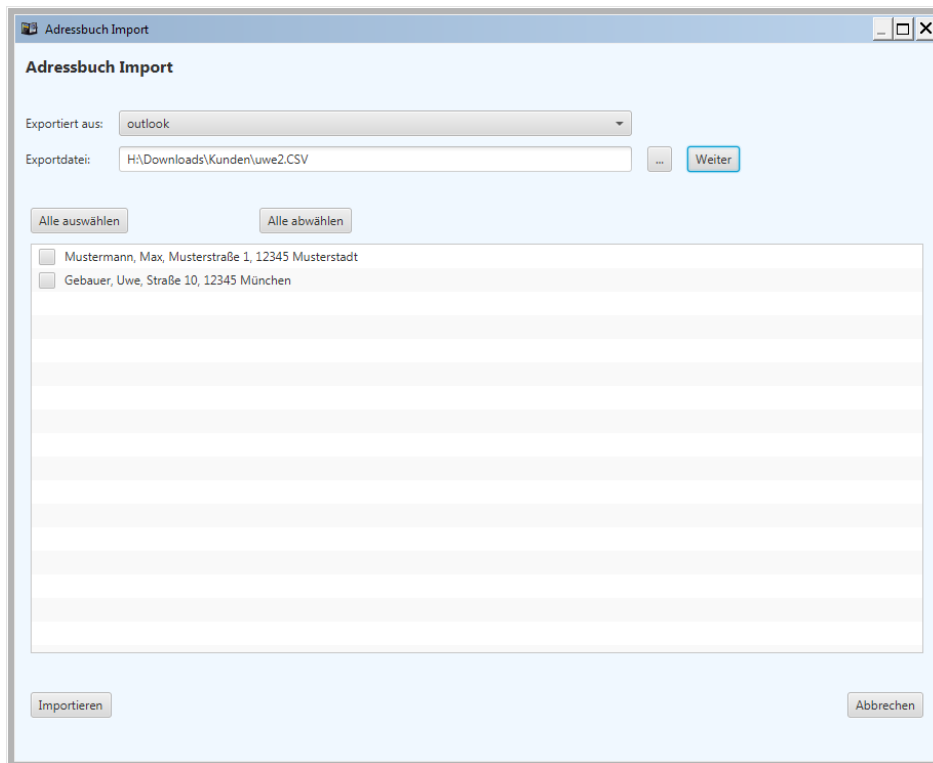 Adressbuch Import
Adressbuch Import
Exportiert aus: outlook
Exportdatei: H:\Downloads\Kunden\uwe2.CSV ... Weiter
Alle auswählen Alle abwählen
Mustermann, Max, Musterstraße 1, 12345 Musterstadt
Gebauer, Uwe, Straße 10, 12345 München
Importieren Abbrechen